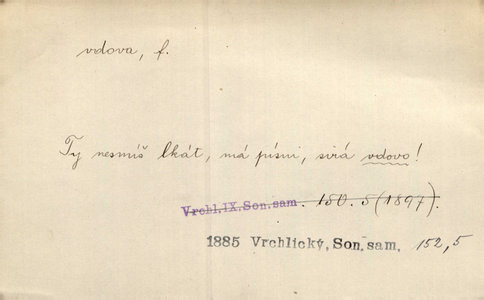 vdova, f.
Ty nesmíš lkát, má písni, sirá vdovo!
Vrchl. IX. Son. sam. 150. 5 (1897).
1885 Vrchlický, Son. sam. 152,5